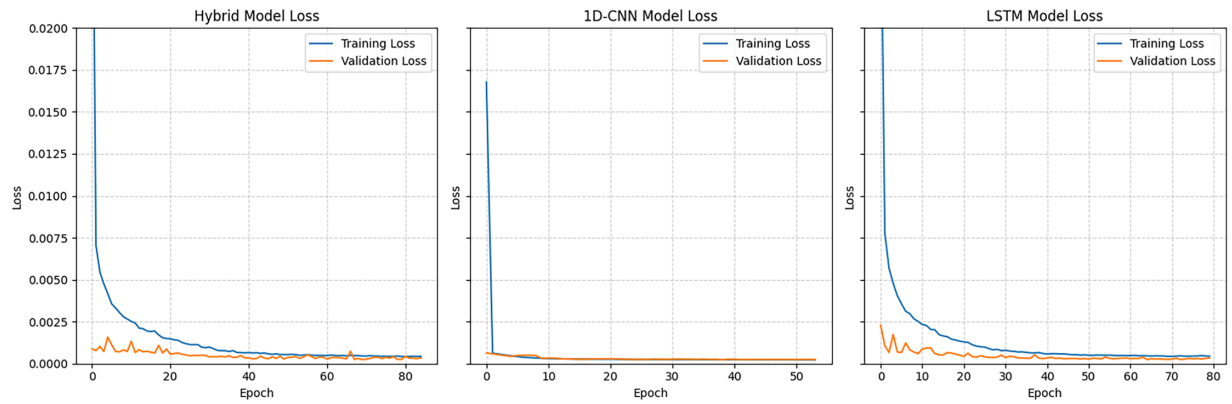 Hybrid Model Loss
0.0200
0.0175
0.0150
0.0125
0.0100
0.0075
0.0050
0.0025
0.0000
Loss
Training Loss
Validation Loss
0 20 40 60 80
Epoch
1D-CNN Model Loss
Loss
Training Loss
Validation Loss
0 10 20 30 40 50
Epoch
LSTM Model Loss
Loss
Training Loss
Validation Loss
0 10 20 30 40 50 60 70 80
Epoch